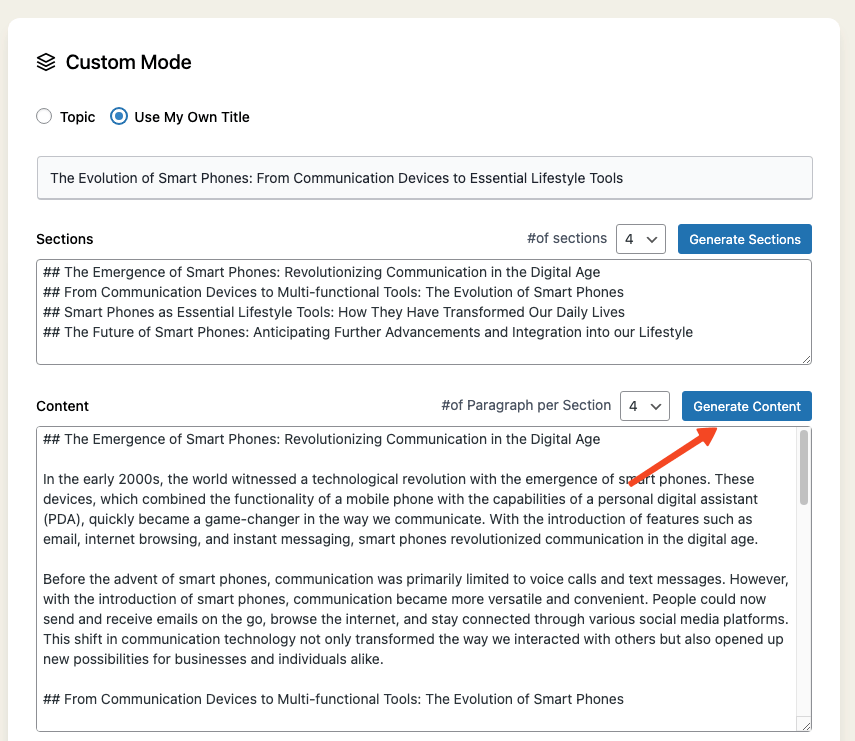 Custom Mode
Topic
Use My Own Title
The Evolution of Smart Phones: From Communication Devices to Essential Lifestyle Tools
Sections
#of sections
4
Generate Sections
## The Emergence of Smart Phones: Revolutionizing Communication in the Digital Age
## From Communication Devices to Multi-functional Tools: The Evolution of Smart Phones
## Smart Phones as Essential Lifestyle Tools: How They Have Transformed Our Daily Lives
## The Future of Smart Phones: Anticipating Further Advancements and Integration into our Lifestyle
Content
#of Paragraph per Section
4
Generate Content
## The Emergence of Smart Phones: Revolutionizing Communication in the Digital Age
In the early 2000s, the world witnessed a technological revolution with the emergence of smart phones. These
devices, which combined the functionality of a mobile phone with the capabilities of a personal digital assistant
(PDA), quickly became a game-changer in the way we communicate. With the introduction of features such as
email, internet browsing, and instant messaging, smart phones revolutionized communication in the digital age.
Before the advent of smart phones, communication was primarily limited to voice calls and text messages. However,
with the introduction of smart phones, communication became more versatile and convenient. People could now
send and receive emails on the go, browse the internet, and stay connected through various social media platforms.
This shift in communication technology not only transformed the way we interacted with others but also opened up
new possibilities for businesses and individuals alike.
## From Communication Devices to Multi-functional Tools: The Evolution of Smart Phones